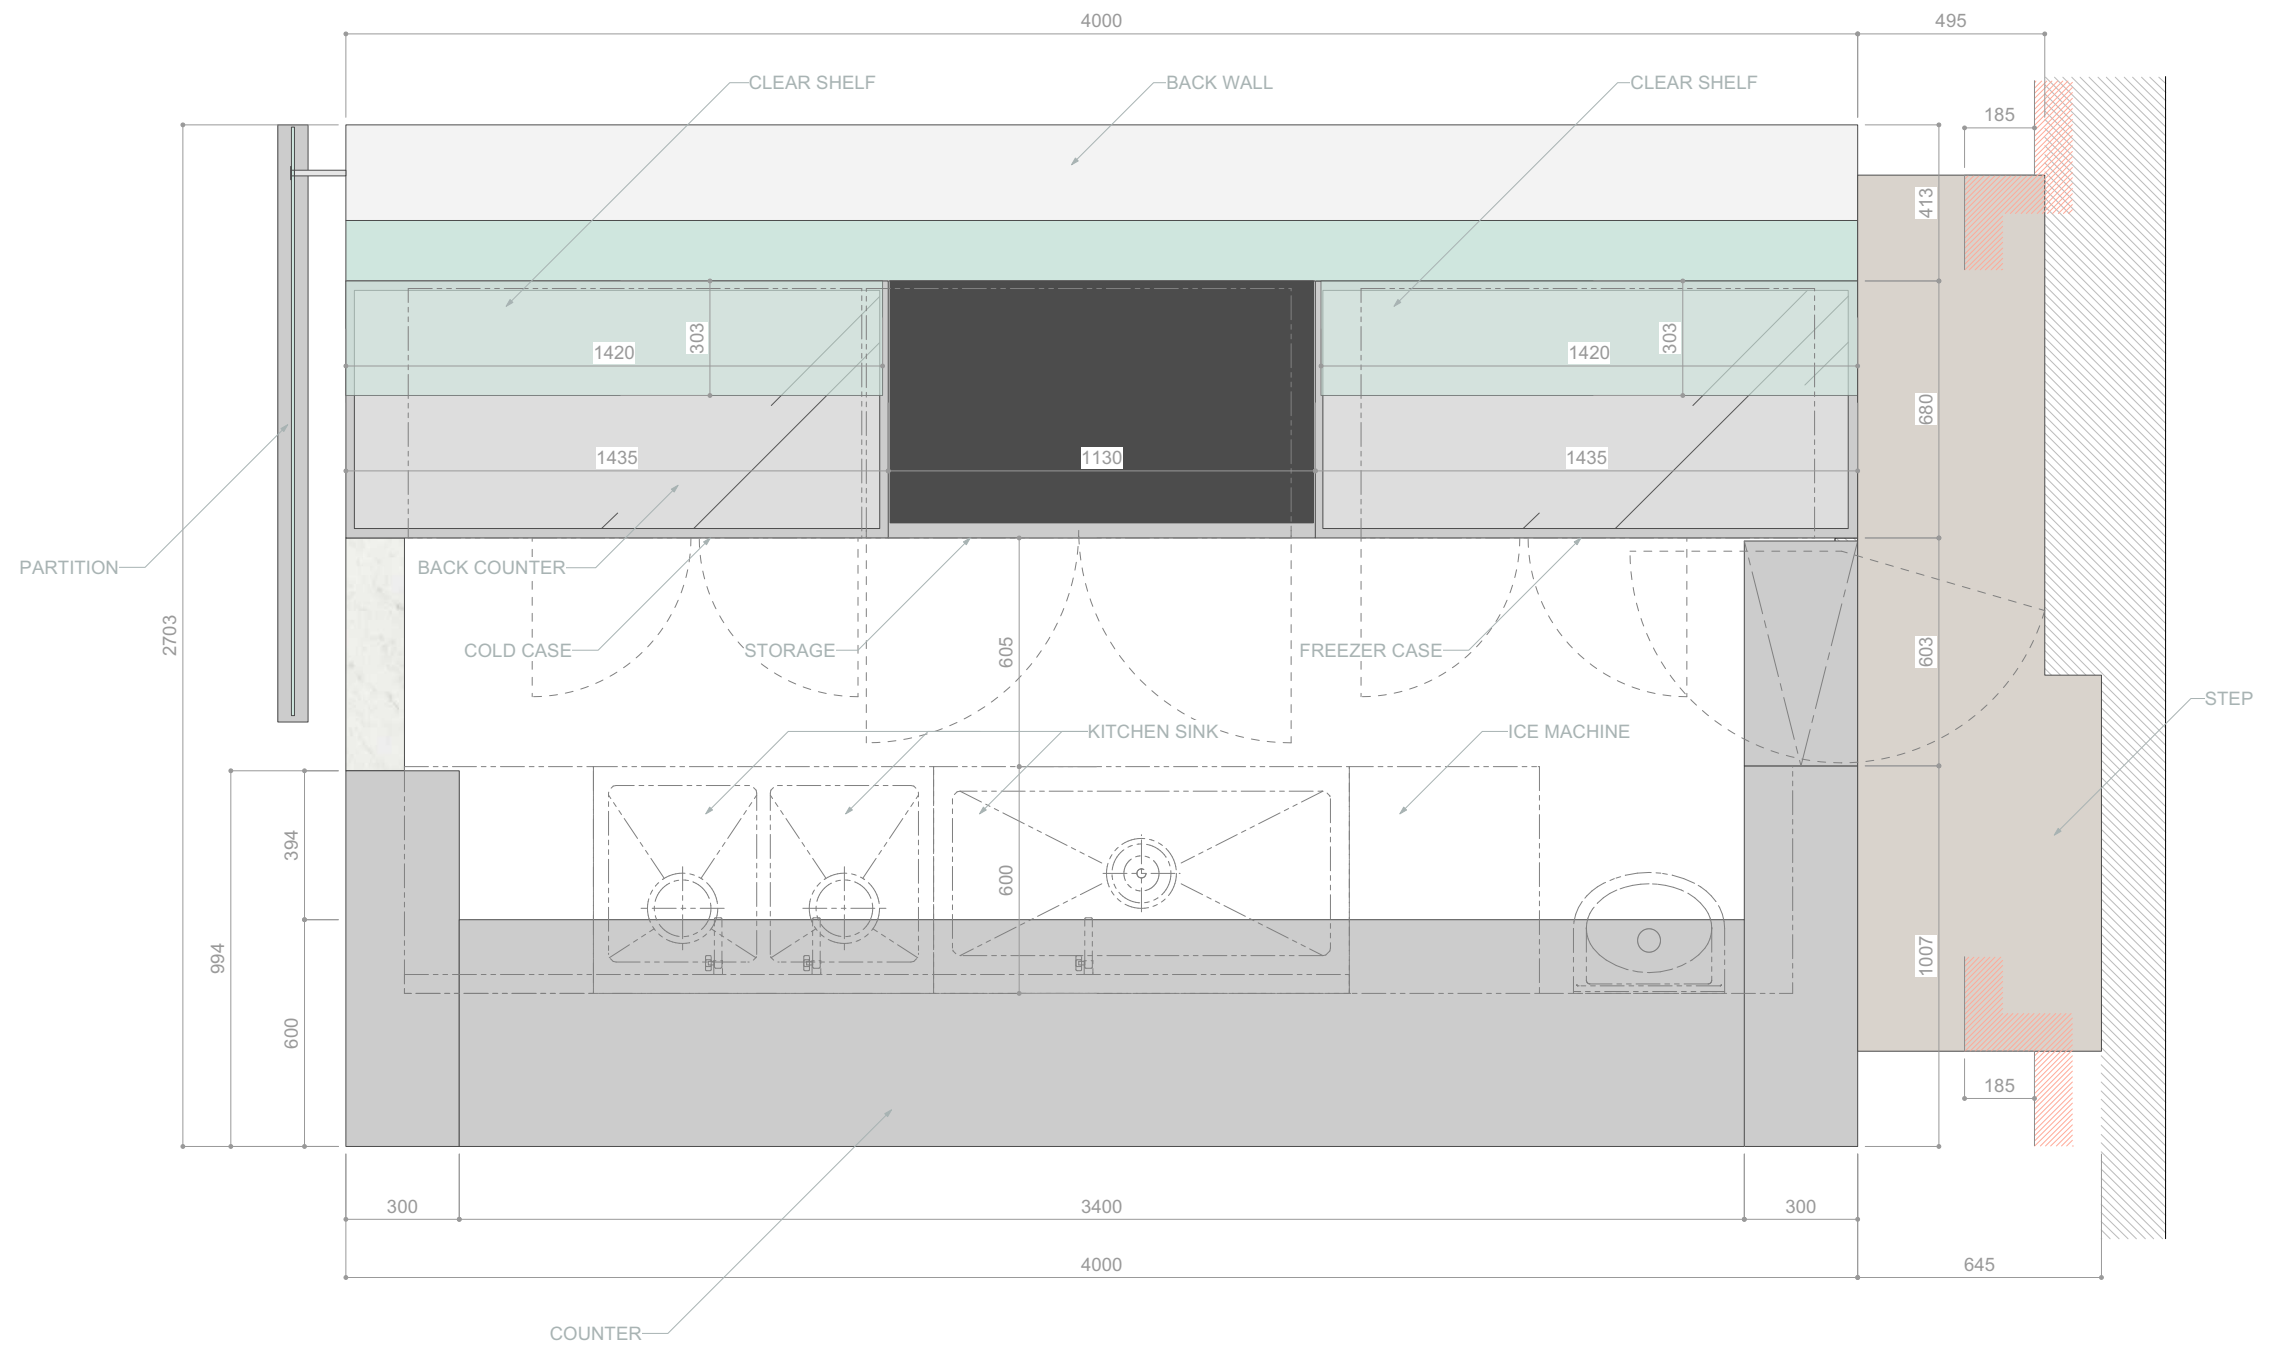 4000
495
CLEAR SHELF
BACK WALL
CLEAR SHELF
185
413
303
303
1420
1420
680
1435
1130
1435
PARTITION
BACK COUNTER
2703
COLD CASE
STORAGE
605
FREEZER CASE
603
STEP
KITCHEN SINK
ICE MACHINE
394
600
994
1007
600
185
300
3400
300
4000
645
COUNTER